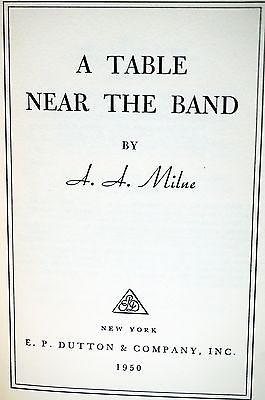 A TABLE
NEAR THE BAND
BY
A. A. Milne
NEW YORK
E. P. DUTTON & COMPANY, INC.
1950